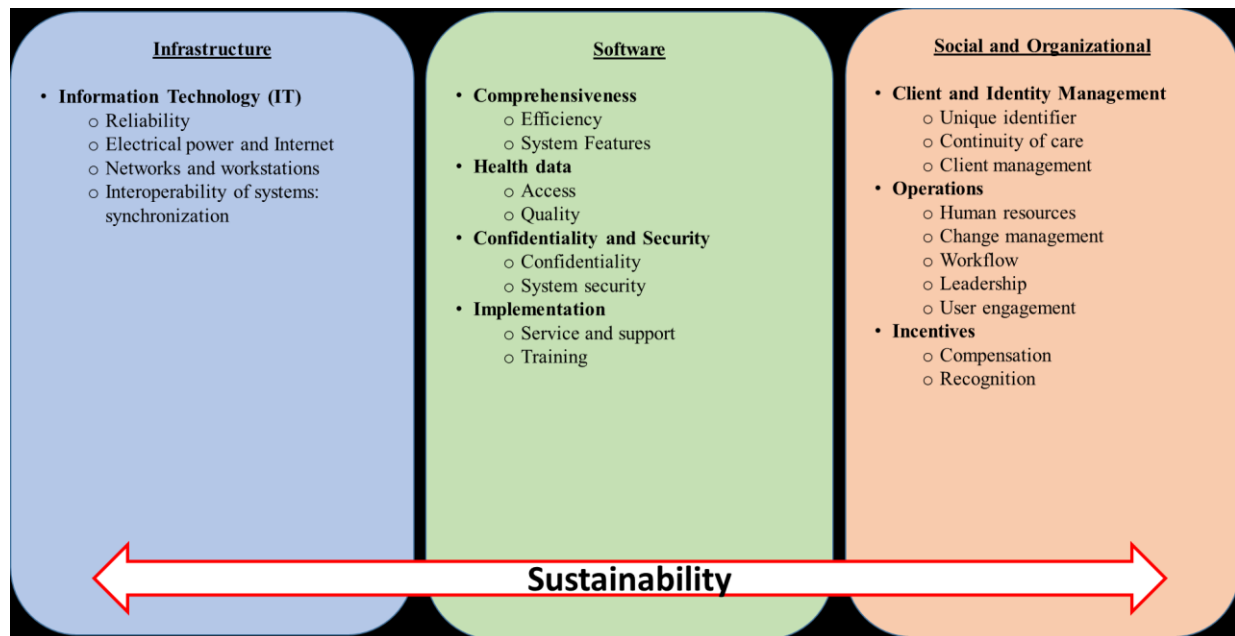 Infrastructure
• Information Technology (IT)
o Reliability
o Electrical power and Internet
o Networks and workstations
o Interoperability of systems:
synchronization
Software
• Comprehensiveness
o Efficiency
o System Features
• Health data
o Access
o Quality
• Confidentiality and Security
o Confidentiality
o System security
• Implementation
o Service and support
o Training
Social and Organizational
• Client and Identity Management
o Unique identifier
o Continuity of care
o Client management
• Operations
o Human resources
o Change management
o Workflow
o Leadership
o User engagement
• Incentives
o Compensation
o Recognition
Sustainability